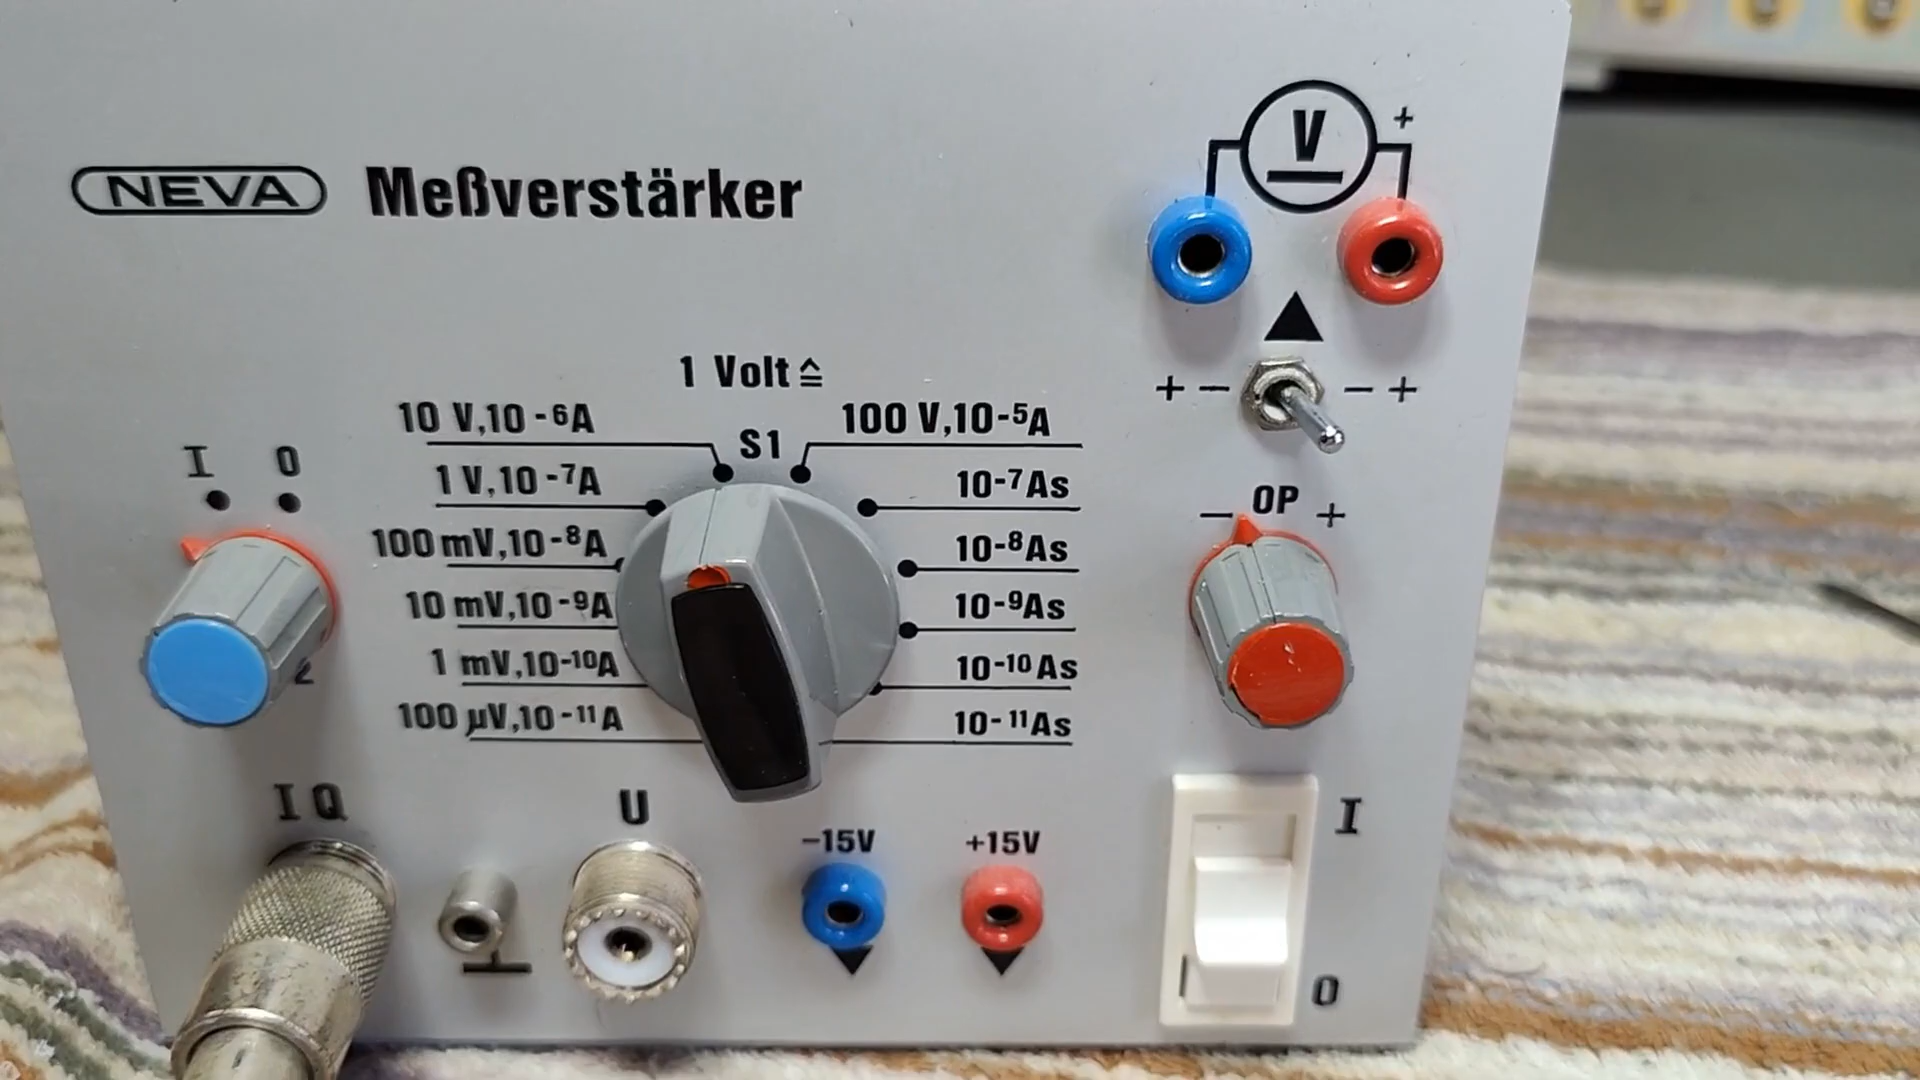 NEVA Meßverstärker
V
+
+ − − +
1 Volt ≙
S1
10 V,10 -6A
1 V,10 -7A
100 mV,10 -8A
10 mV,10 -9A
1 mV,10-10A
100 µV,10 -11A
100 V,10-5A
10-7As
10-8As
10-9As
10-10As
10-11As
I 0
2
− OP +
I Q
U
−15V
+15V
I
0